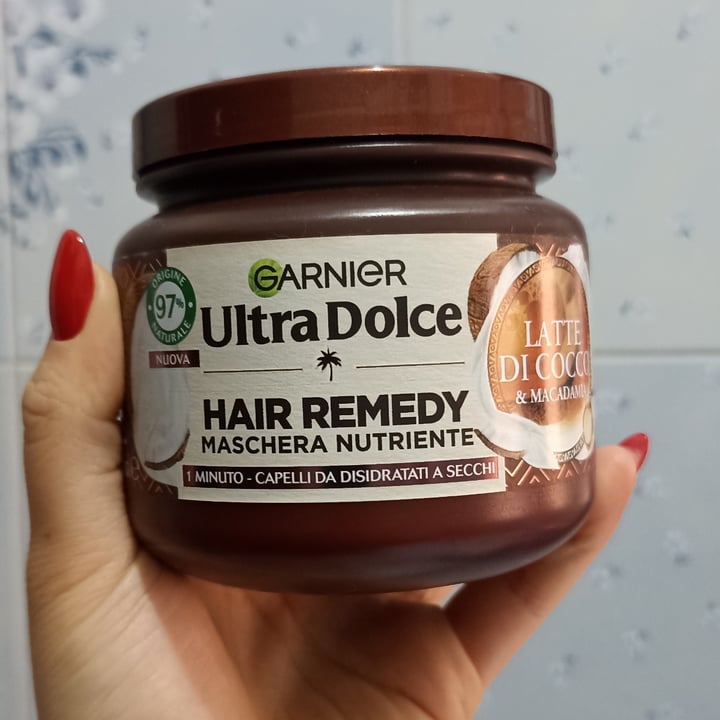 GARNIER
Ultra Dolce
ORIGINE
97%
NATURALE
NUOVA
HAIR REMEDY
MASCHERA NUTRIENTE
1 MINUTO - CAPELLI DA DISIDRATATI A SECCHI
LATTE
DI COCCO
& MACADAMIA